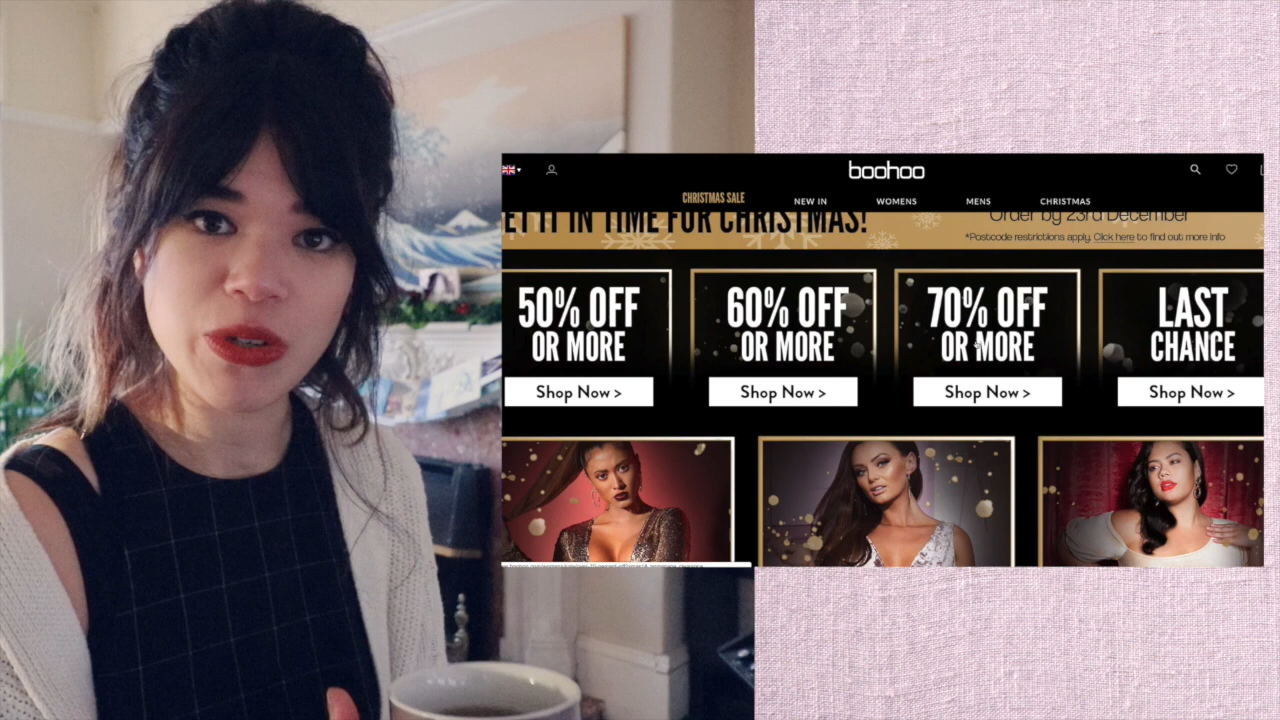 boohoo
CHRISTMAS SALE NEW IN WOMENS MENS CHRISTMAS
ET IT IN TIME FOR CHRISTMAS!
Order by 23rd December
*Postcode restrictions apply. Click here to find out more info
50% OFF
OR MORE
Shop Now >
60% OFF
OR MORE
Shop Now >
70% OFF
OR MORE
Shop Now >
LAST
CHANCE
Shop Now >